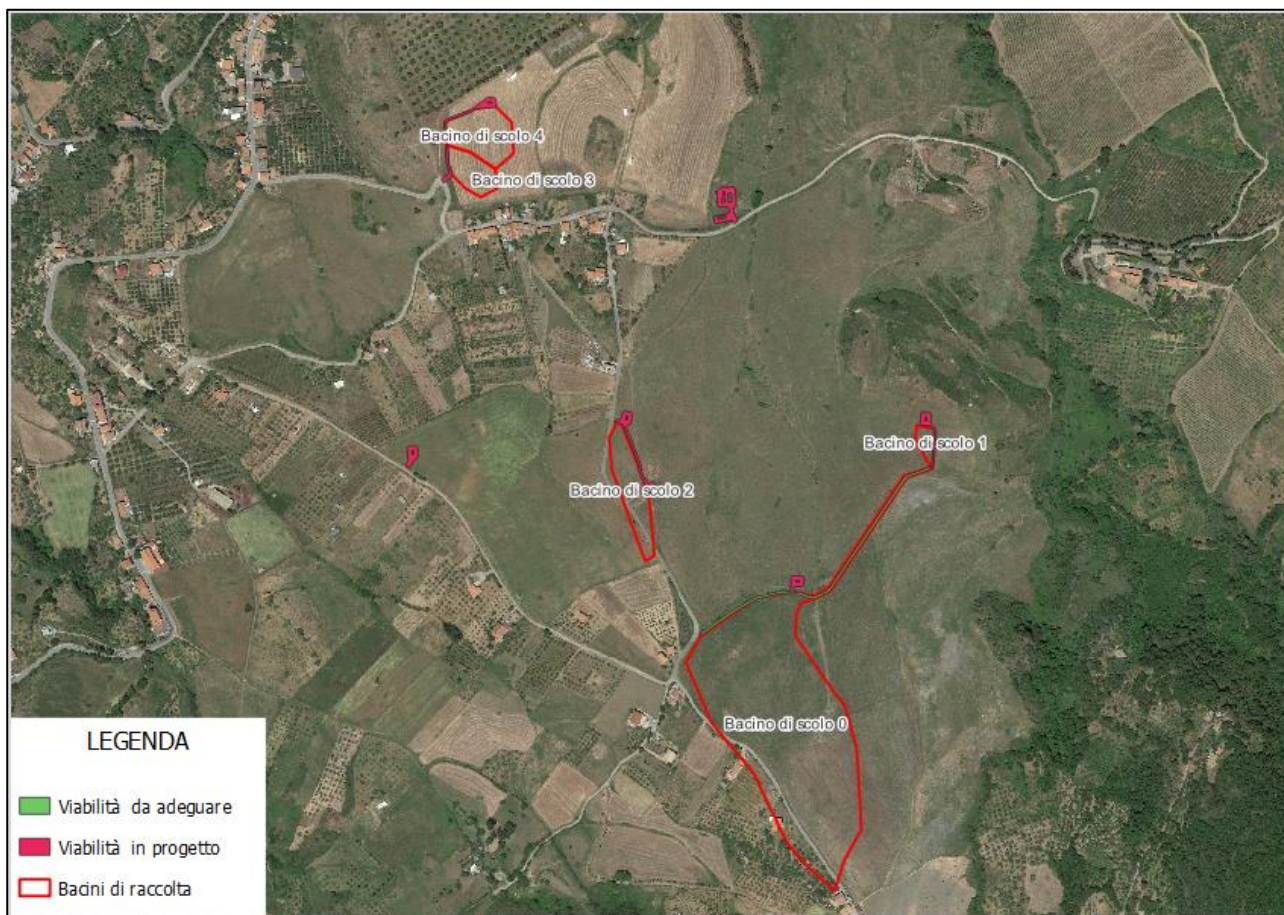 Bacino di scolo 4
Bacino di scolo 3
Bacino di scolo 1
Bacino di scolo 2
Bacino di scolo 0
LEGENDA
Viabilità da adeguare
Viabilità in progetto
Bacini di raccolta